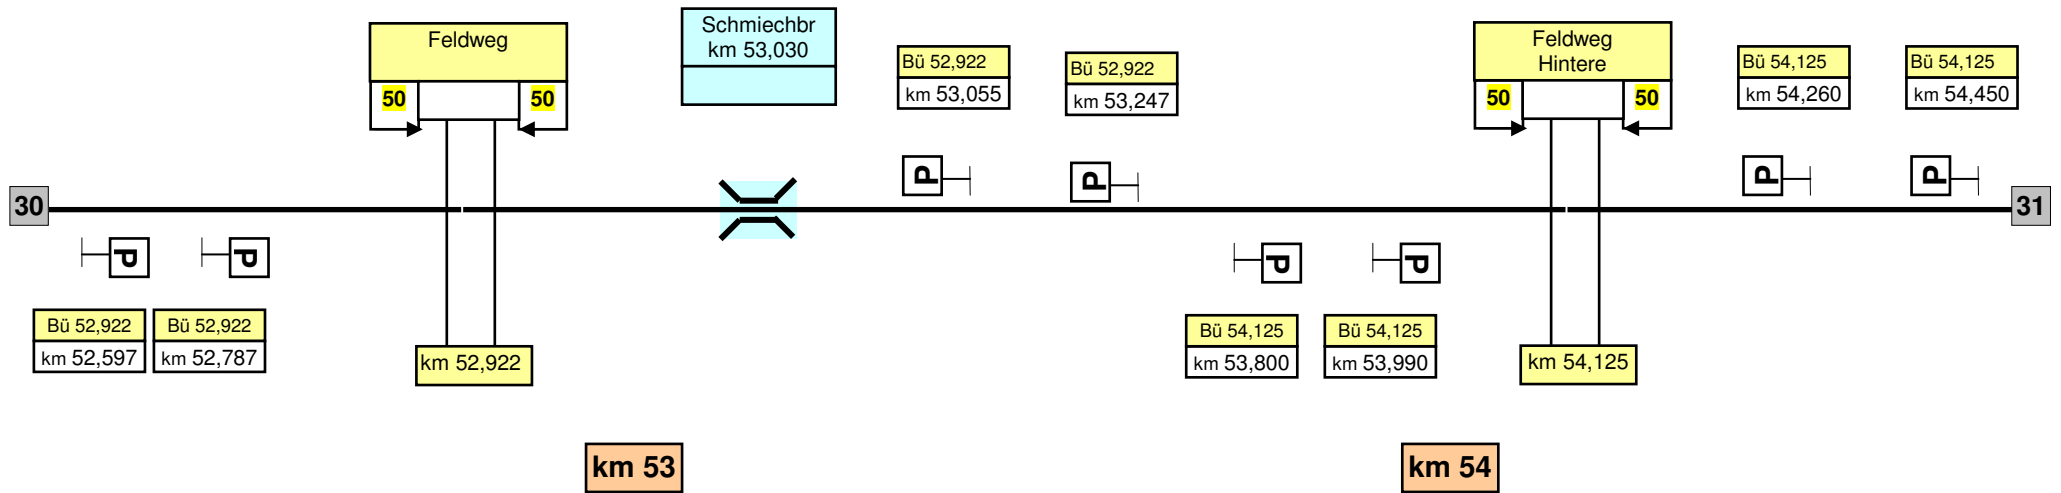 Feldweg
50
50
Schmiechbr
km 53,030
Bü 52,922
km 53,055
Bü 52,922
km 53,247
Feldweg
Hintere
50
50
Bü 54,125
km 54,260
Bü 54,125
km 54,450
P
P
P
P
30
31
P
P
P
P
Bü 52,922
km 52,597
Bü 52,922
km 52,787
km 52,922
Bü 54,125
km 53,800
Bü 54,125
km 53,990
km 54,125
km 53
km 54